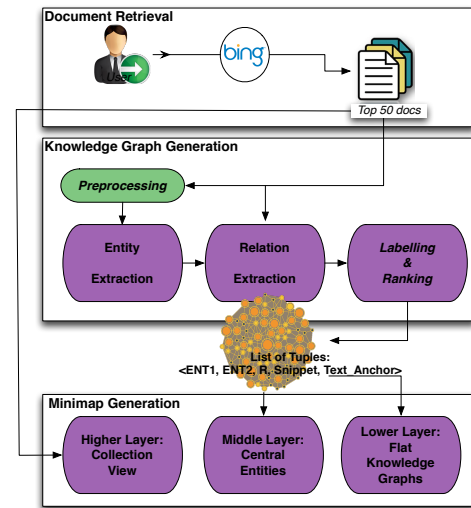 Document Retrieval
User
bing
Top 50 docs
Knowledge Graph Generation
Preprocessing
Entity
Extraction
Relation
Extraction
Labelling
&
Ranking
List of Tuples:
<ENT1, ENT2, R, Snippet, Text_Anchor>
Minimap Generation
Higher Layer:
Collection
View
Middle Layer:
Central
Entities
Lower Layer:
Flat
Knowledge
Graphs